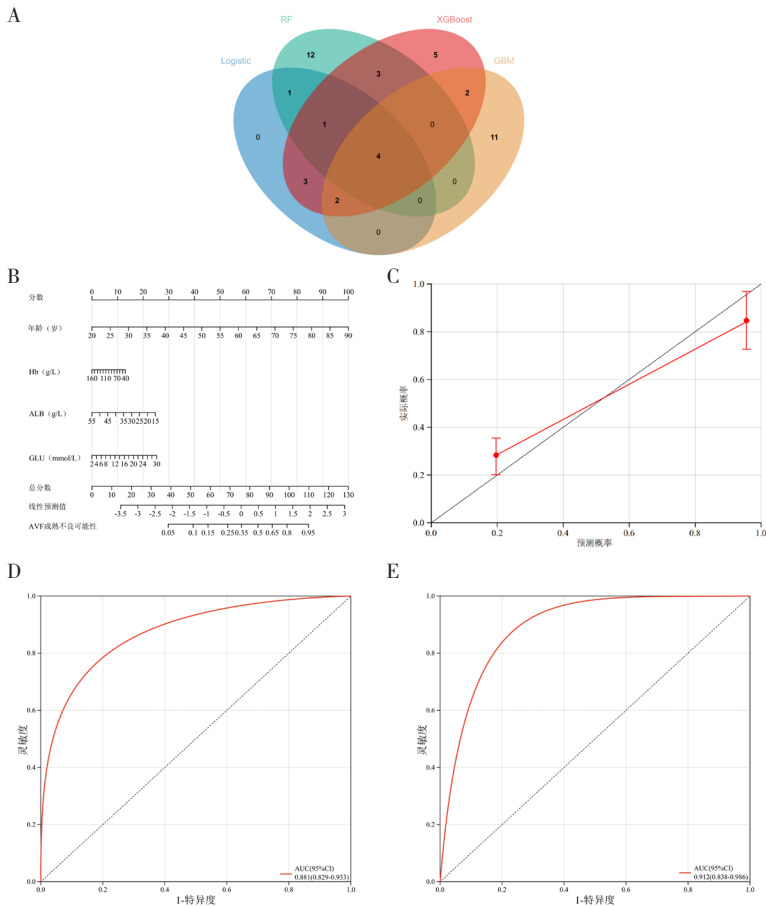 A
RF
XGBoost
Logistic
GBM
12
3
5
1
2
1
0
0
11
4
3
0
2
0
0
B
分数
0 10 20 30 40 50 60 70 80 90 100
年龄（岁）
20 25 30 35 40 45 50 55 60 65 70 75 80 85 90
Hb（g/L）
160 110 70 40
ALB（g/L）
55 45 35 30 25 20 15
GLU（mmol/L）
2 4 6 8 12 16 20 24 30
总分数
0 10 20 30 40 50 60 70 80 90 100 110 120 130
线性预测值
-3.5 -3 -2.5 -2 -1.5 -1 -0.5 0 0.5 1 1.5 2 2.5 3
AVF成熟不良可能性
0.05 0.1 0.15 0.25 0.35 0.5 0.65 0.8 0.95
C
1.0
0.8
0.6
0.4
0.2
0.0
实际概率
0.0 0.2 0.4 0.6 0.8 1.0
预测概率
D
1.0
0.8
0.6
0.4
0.2
0.0
灵敏度
0.0 0.2 0.4 0.6 0.8 1.0
1-特异度
AUC(95%CI)
0.881(0.829-0.933)
E
1.0
0.8
0.6
0.4
0.2
0.0
灵敏度
0.0 0.2 0.4 0.6 0.8 1.0
1-特异度
AUC(95%CI)
0.912(0.838-0.986)